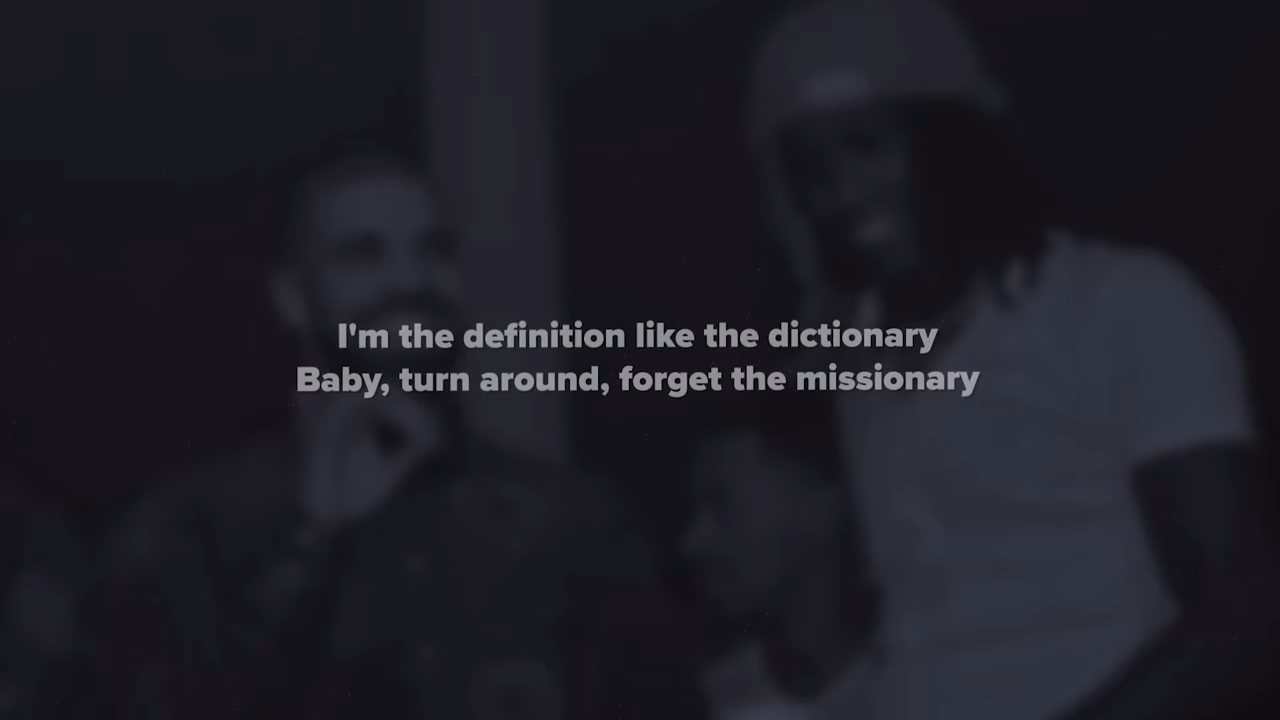 I'm the definition like the dictionary
Baby, turn around, forget the missionary